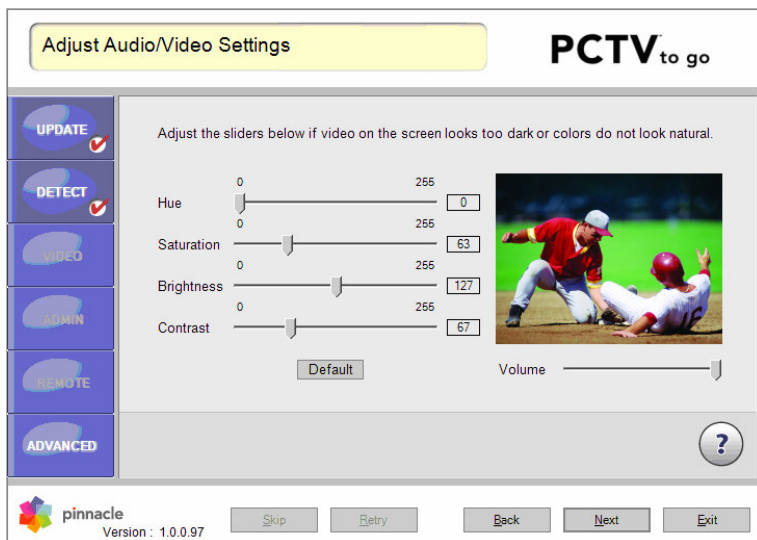 Adjust Audio/Video Settings
PCTV to go
UPDATE
DETECT
VIDEO
ADMIN
REMOTE
ADVANCED
Adjust the sliders below if video on the screen looks too dark or colors do not look natural.
0 255
Hue 0
0 255
Saturation 63
0 255
Brightness 127
0 255
Contrast 67
Default
Volume
?
pinnacle
Version : 1.0.0.97
Skip Retry Back Next Exit